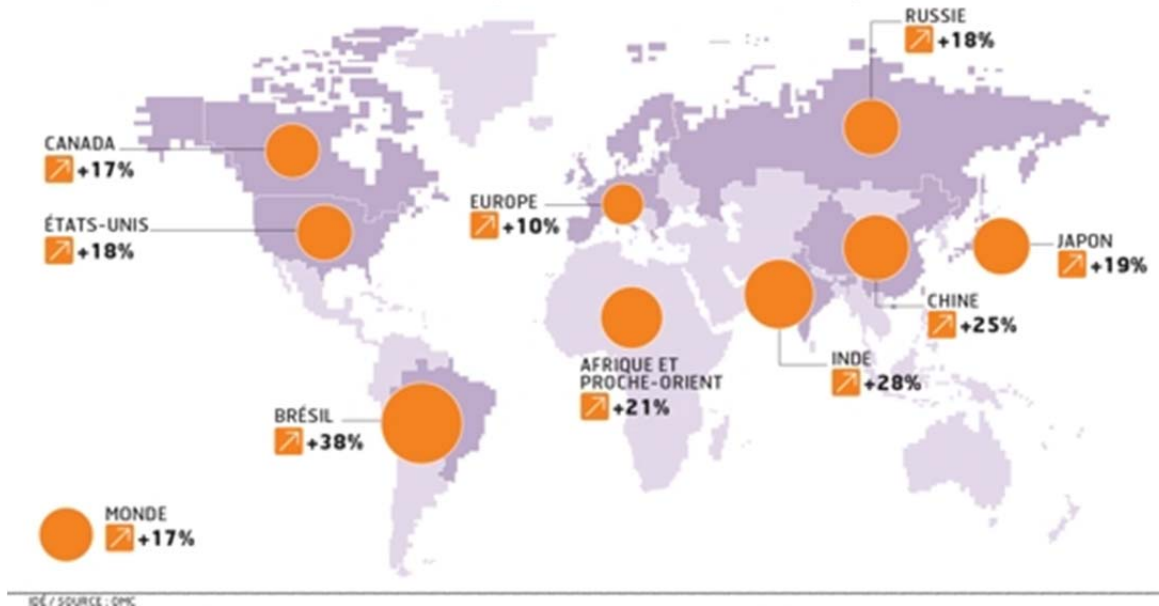 RUSSIE
+18%
CANADA
+17%
ÉTATS-UNIS
+18%
EUROPE
+10%
JAPON
+19%
CHINE
+25%
INDE
+28%
AFRIQUE ET
PROCHE-ORIENT
+21%
BRÉSIL
+38%
MONDE
+17%
IDÉ / SOURCE : OMC